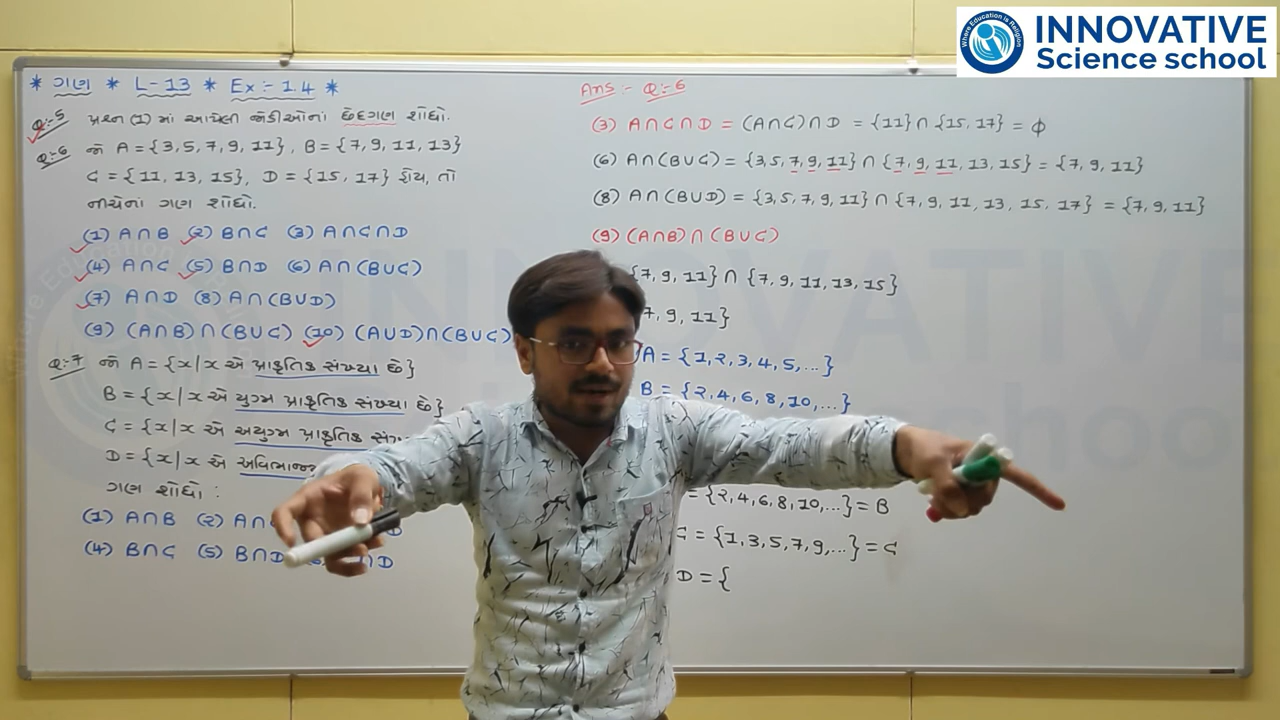 INNOVATIVE
Science school
Where Education Is Religion
* ગણ * L-13 * Ex:- 1.4 *
Q:-5 પ્રશ્ન (1) માં આપેલી જોડીઓનાં છેદગણ શોધો.
Q:-6 જો A = {3, 5, 7, 9, 11}, B = {7, 9, 11, 13}
C = {11, 13, 15}, D = {15, 17} હોય, તો
નીચેનાં ગણ શોધો.
(1) A∩B (2) B∩C (3) A∩C∩D
(4) A∩C (5) B∩D (6) A∩(B∪C)
(7) A∩D (8) A∩(B∪D)
(9) (A∩B)∩(B∪C) (10) (A∪D)∩(B∪C)
Q:-7 જો A = {x/x એ પ્રાકૃતિક સંખ્યા છે}
B = {x/x એ યુગ્મ પ્રાકૃતિક સંખ્યા છે}
C = {x/x એ અયુગ્મ પ્રાકૃતિક
D = {x/x એ
ગણ શોધો :
(1) A∩B (2) A∩
D
(4) B∩C (5) B∩D
∩D
Ans :- Q:-6
(3) A∩C∩D = (A∩C)∩D = {11}∩{15, 17} = ϕ
(6) A∩(B∪C) = {3, 5, 7, 9, 11} ∩ {7, 9, 11, 13, 15} = {7, 9, 11}
(8) A∩(B∪D) = {3, 5, 7, 9, 11} ∩ {7, 9, 11, 13, 15, 17} = {7, 9, 11}
(9) (A∩B)∩(B∪C)
{7, 9, 11} ∩ {7, 9, 11, 13, 15}
7, 9, 11}
A = {1, 2, 3, 4, 5, ...}
B = {2, 4, 6, 8, 10, ...}
= {2, 4, 6, 8, 10, ...} = B
C = {1, 3, 5, 7, 9, ...} = C
D = {